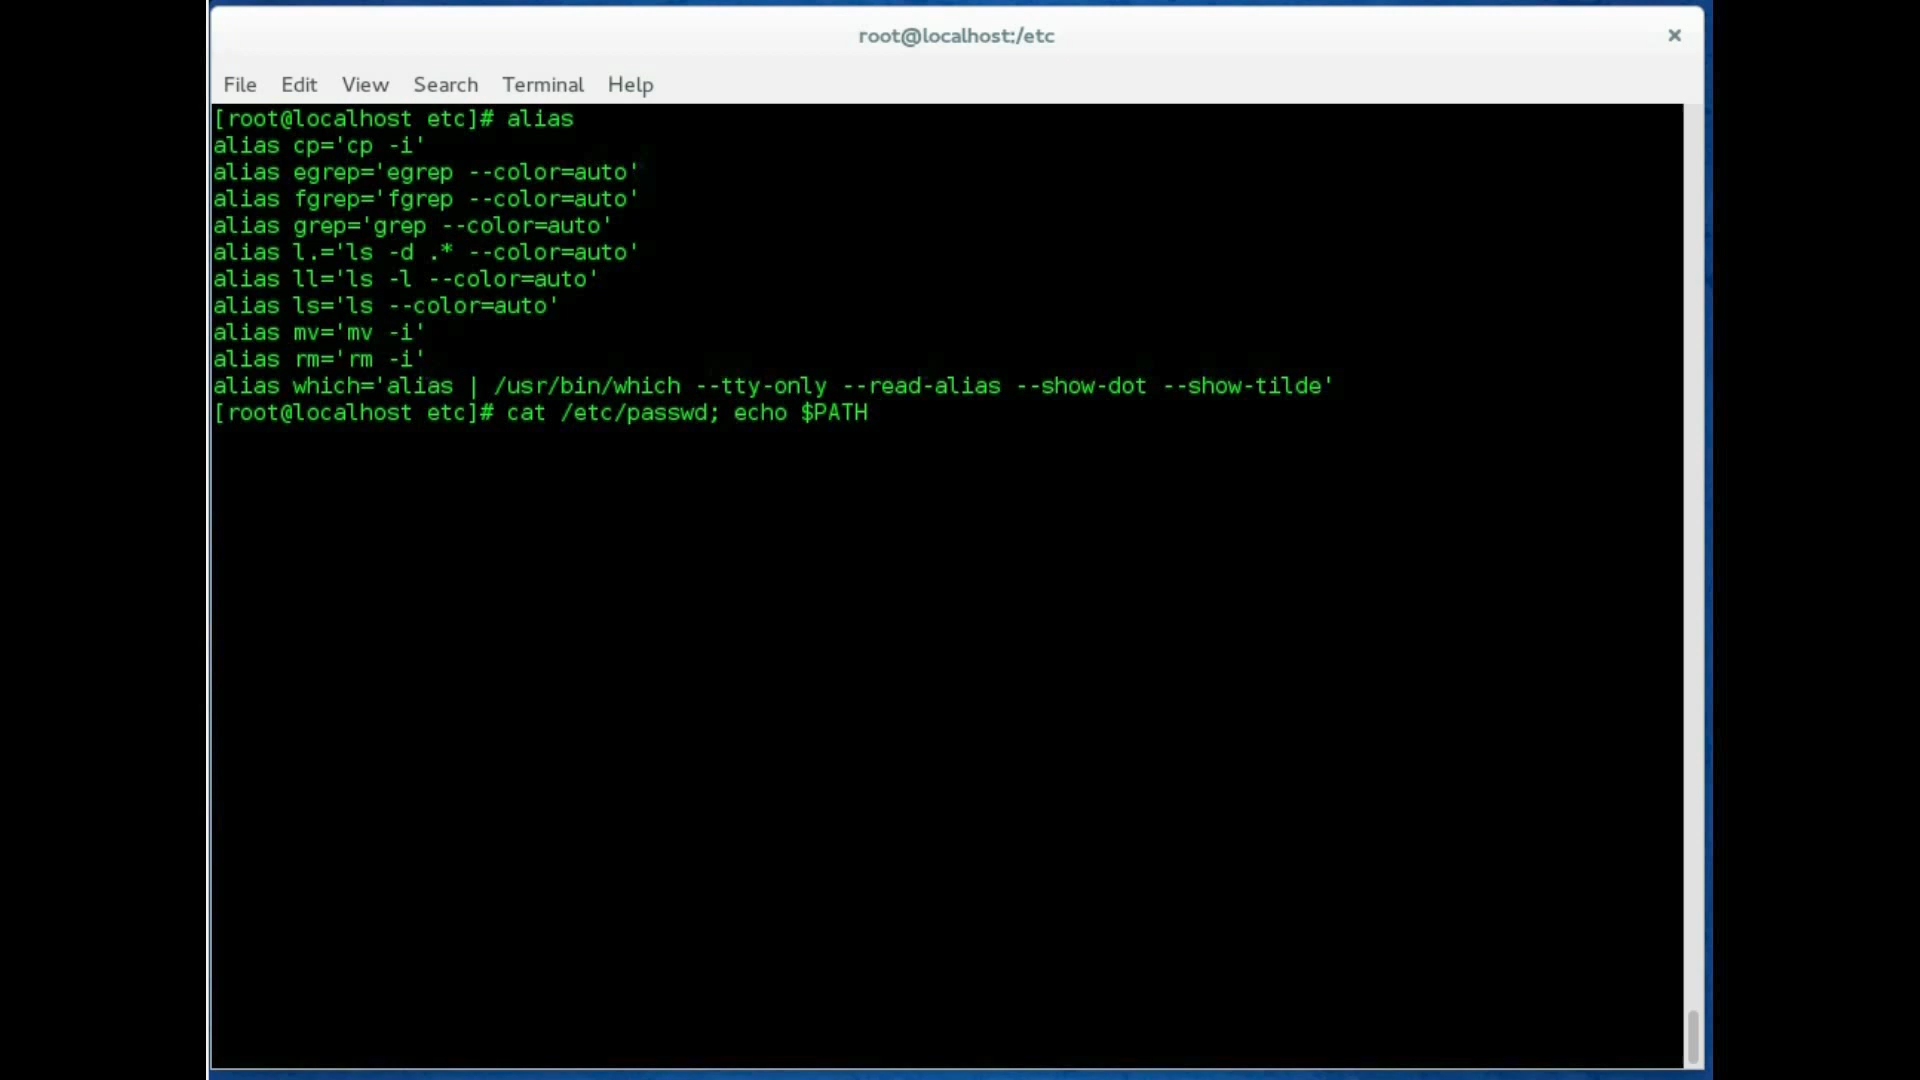 root@localhost:/etc
×
File Edit View Search Terminal Help
[root@localhost etc]# alias
alias cp='cp -i'
alias egrep='egrep --color=auto'
alias fgrep='fgrep --color=auto'
alias grep='grep --color=auto'
alias l.='ls -d .* --color=auto'
alias ll='ls -l --color=auto'
alias ls='ls --color=auto'
alias mv='mv -i'
alias rm='rm -i'
alias which='alias | /usr/bin/which --tty-only --read-alias --show-dot --show-tilde'
[root@localhost etc]# cat /etc/passwd; echo $PATH